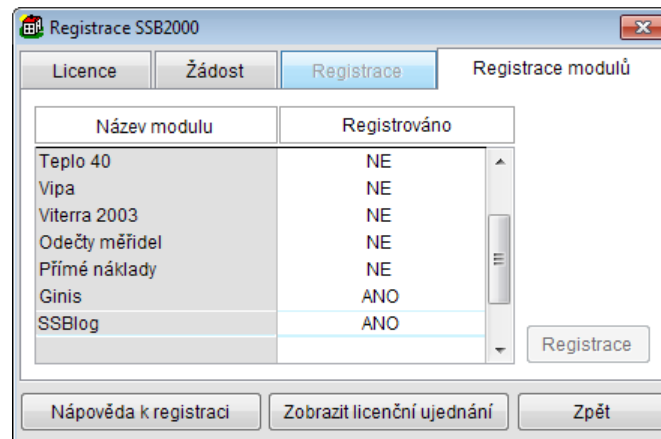 Registrace SSB2000
Licence Žádost Registrace Registrace modulů
Název modulu Registrováno
Teplo 40 NE
Vipa NE
Viterra 2003 NE
Odečty měřidel NE
Přímé náklady NE
Ginis ANO
SSBlog ANO
Registrace
Nápověda k registraci Zobrazit licenční ujednání Zpět